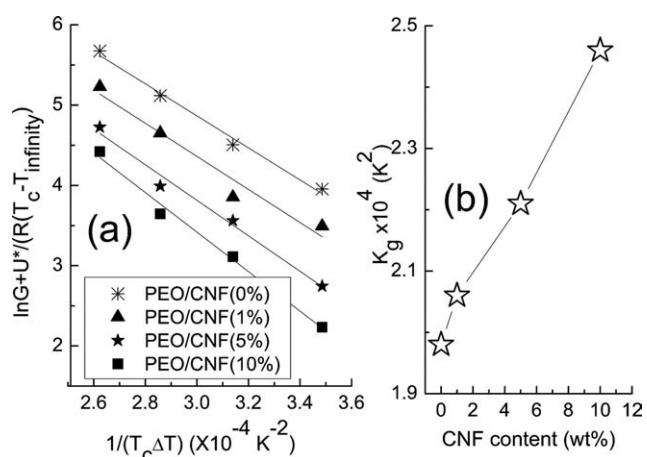 lnG+U*/(R(Tc-Tinfinity)
6
5
4
3
2
(a)
PEO/CNF(0%)
PEO/CNF(1%)
PEO/CNF(5%)
PEO/CNF(10%)
2.6 2.8 3.0 3.2 3.4 3.6
1/(TcΔT) (X10-4 K-2)
Kg x104 (K2)
2.5
2.3
2.1
1.9
(b)
0 2 4 6 8 10 12
CNF content (wt%)